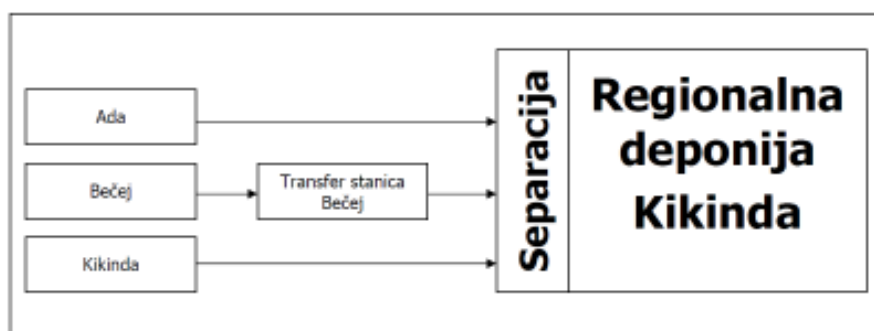 Ada
Bečej
Transfer stanica
Bečej
Kikinda
Separacija
Regionalna
deponija
Kikinda